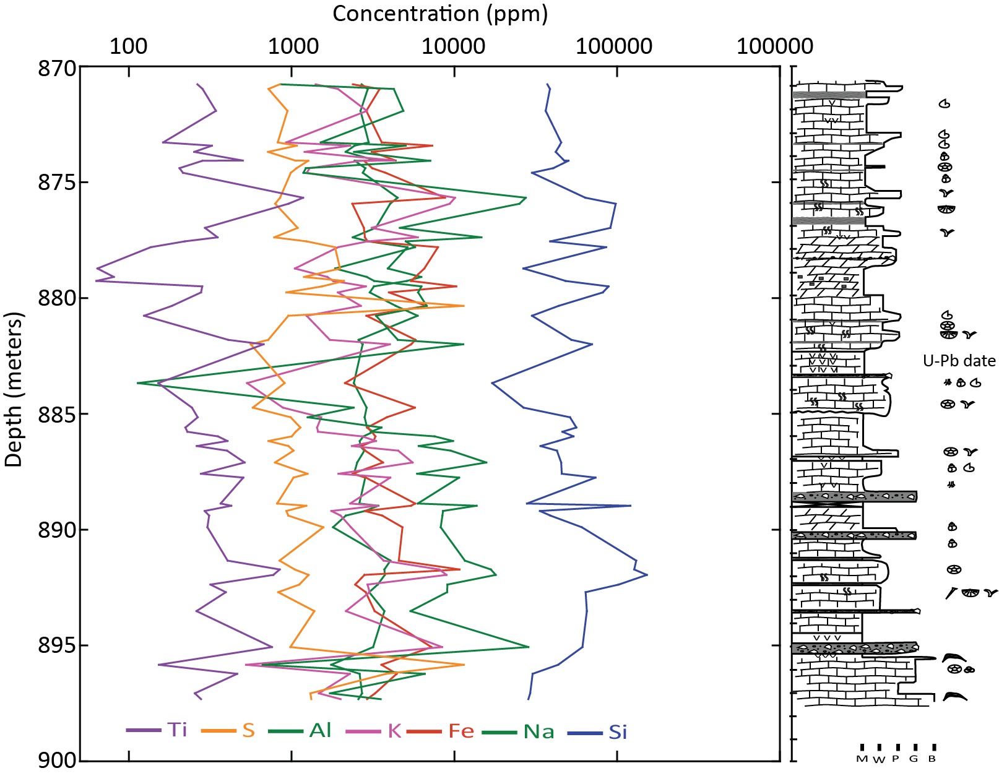 Concentration (ppm)
100 1000 10000 100000 100000
870
875
880
885
890
895
900
Depth (meters)
U-Pb date
Ti S Al K Fe Na Si
M W P G B